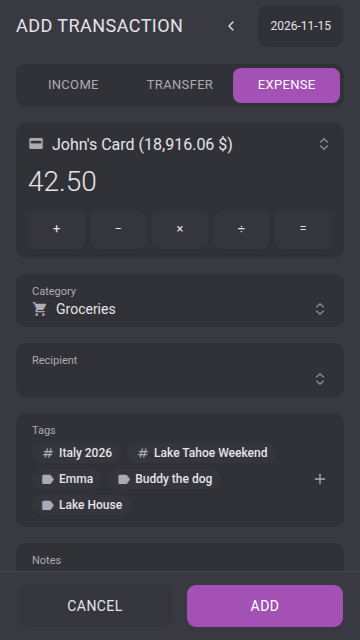 ADD TRANSACTION
2026-11-15
INCOME TRANSFER EXPENSE
John's Card (18,916.06 $)
42.50
+ − × ÷ =
Category
Groceries
Recipient
Tags
# Italy 2026 # Lake Tahoe Weekend
Emma Buddy the dog
Lake House
Notes
CANCEL ADD